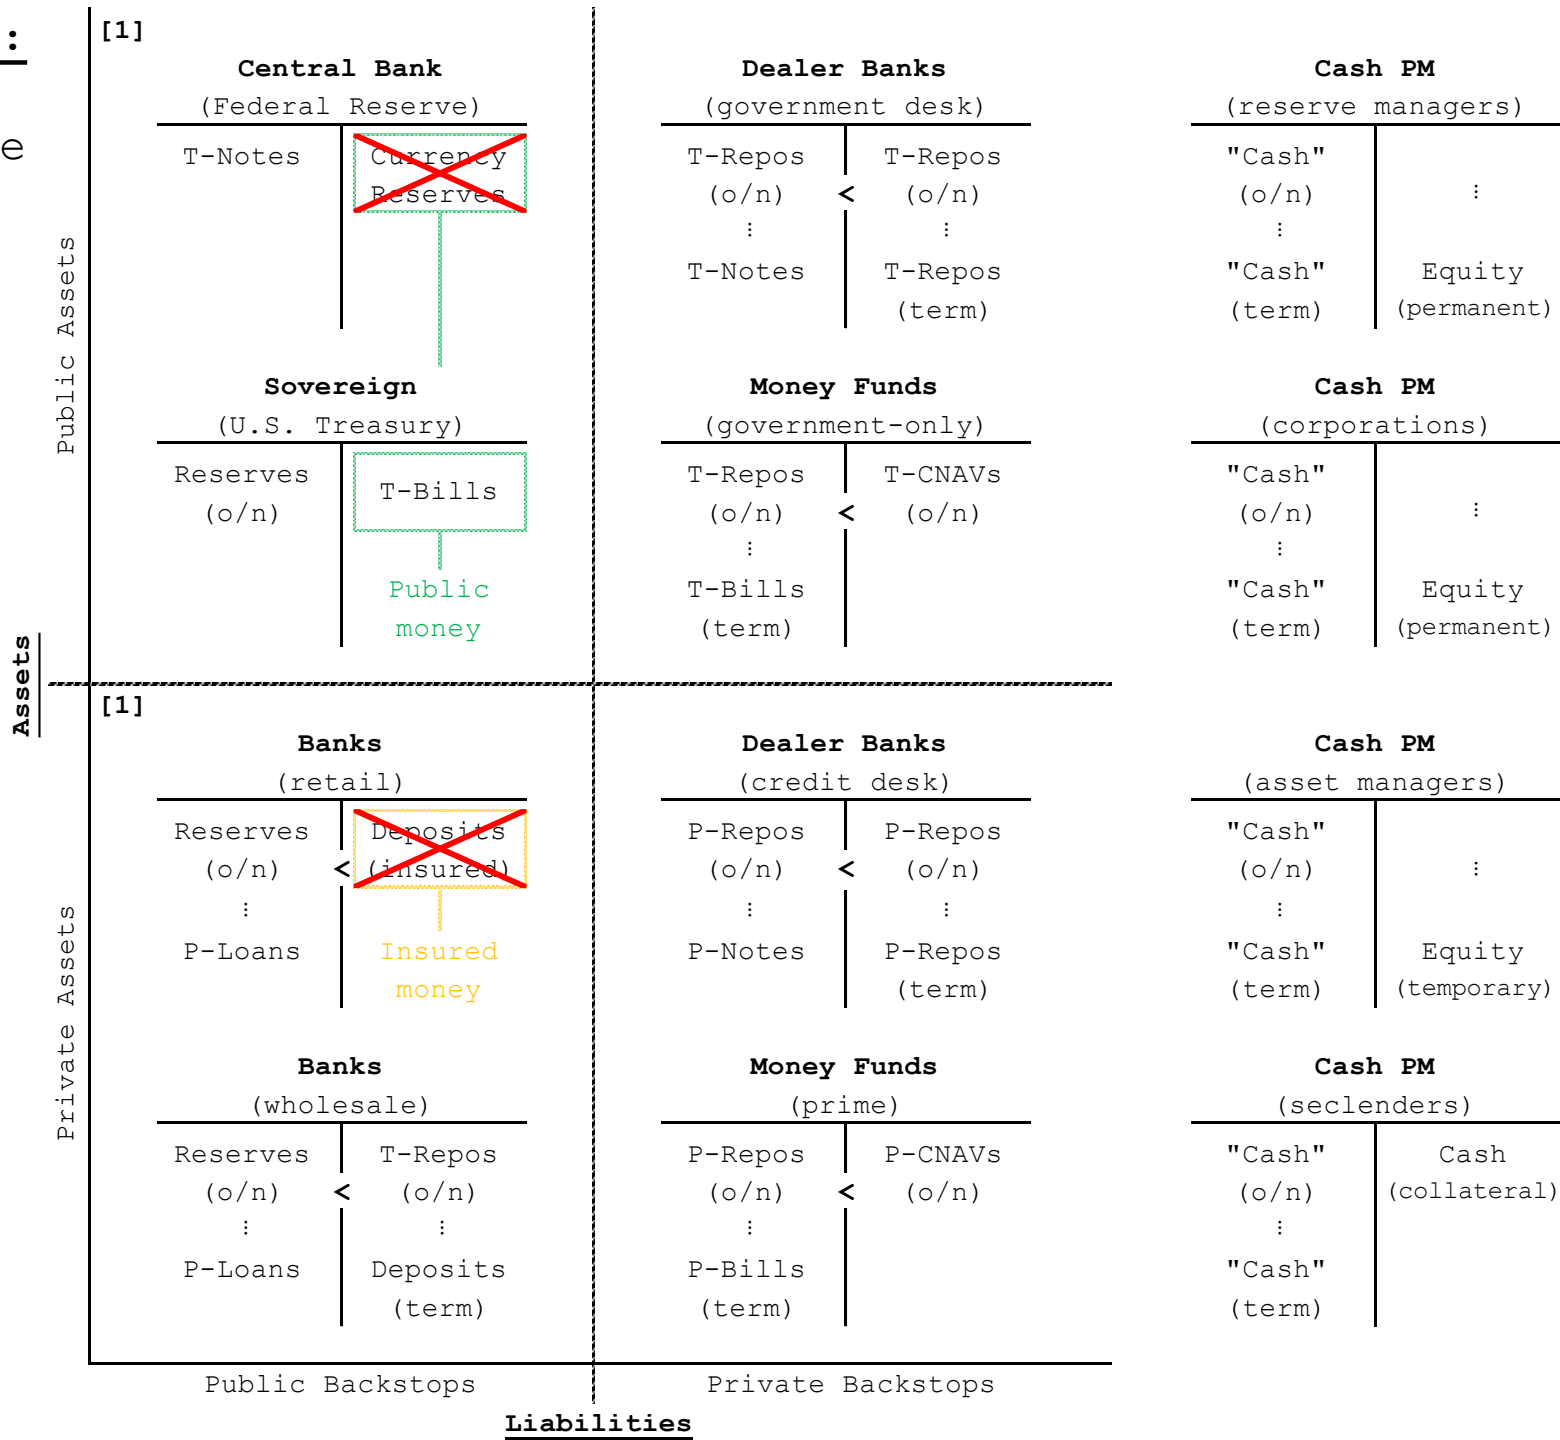 :
e
[1]
Central Bank
(Federal Reserve)
T-Notes
Currency
Reserves
Dealer Banks
(government desk)
T-Repos
(o/n)
⋮
T-Notes
<
T-Repos
(o/n)
⋮
T-Repos
(term)
Cash PM
(reserve managers)
"Cash"
(o/n)
⋮
"Cash"
(term)
⋮
Equity
(permanent)
Public Assets
Sovereign
(U.S. Treasury)
Reserves
(o/n)
T-Bills
Public
money
Money Funds
(government-only)
T-Repos
(o/n)
⋮
T-Bills
(term)
<
T-CNAVs
(o/n)
Cash PM
(corporations)
"Cash"
(o/n)
⋮
"Cash"
(term)
⋮
Equity
(permanent)
Assets
[1]
Banks
(retail)
Reserves
(o/n)
⋮
P-Loans
<
Deposits
(insured)
Insured
money
Dealer Banks
(credit desk)
P-Repos
(o/n)
⋮
P-Notes
<
P-Repos
(o/n)
⋮
P-Repos
(term)
Cash PM
(asset managers)
"Cash"
(o/n)
⋮
"Cash"
(term)
⋮
Equity
(temporary)
Private Assets
Banks
(wholesale)
Reserves
(o/n)
⋮
P-Loans
<
T-Repos
(o/n)
⋮
Deposits
(term)
Money Funds
(prime)
P-Repos
(o/n)
⋮
P-Bills
(term)
<
P-CNAVs
(o/n)
Cash PM
(seclenders)
"Cash"
(o/n)
⋮
"Cash"
(term)
Cash
(collateral)
Public Backstops
Private Backstops
Liabilities